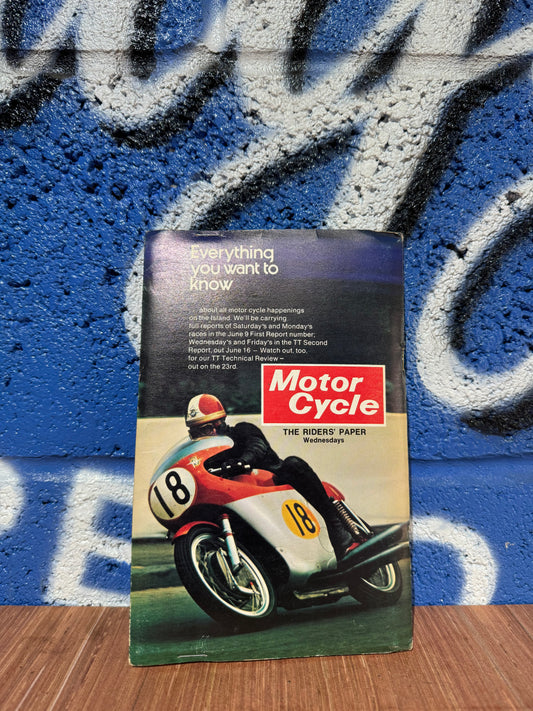 Everything
you want to
know
about all motor cycle happenings
on the Island. We'll be carrying
full reports of Saturday's and Monday's
races in the June 9 First Report number;
Wednesday's and Friday's in the TT Second
Report, out June 16 — Watch out, too,
for our TT Technical Review —
out on the 23rd.
Motor
Cycle
THE RIDERS' PAPER
Wednesdays
18
18